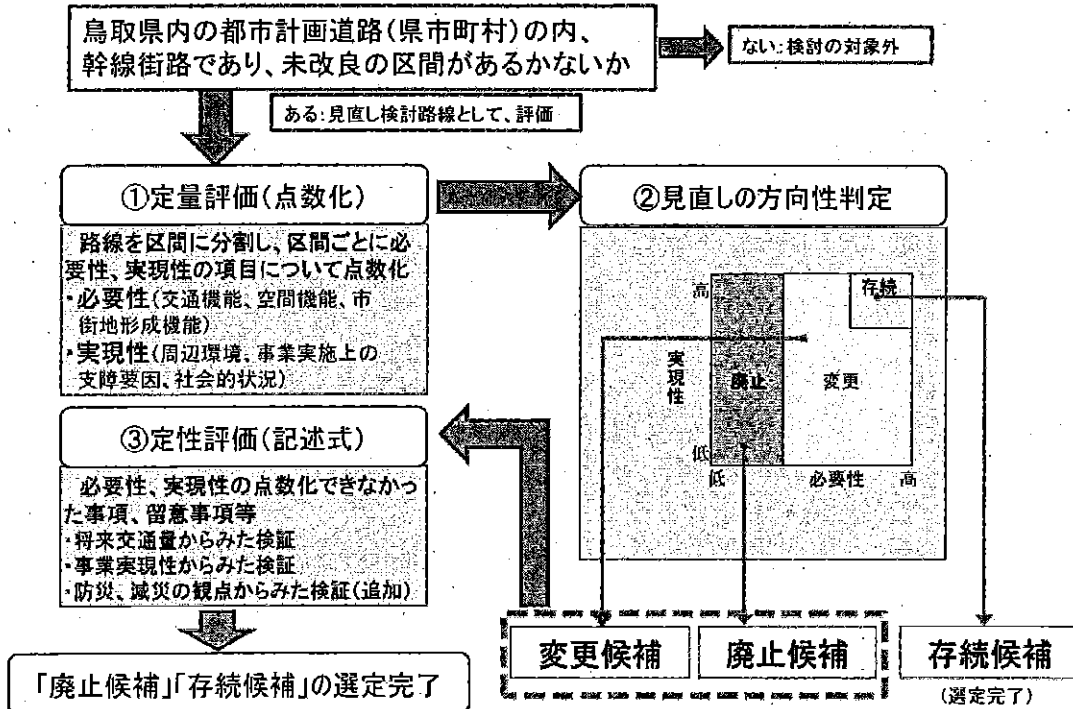 鳥取県内の都市計画道路(県市町村)の内、
幹線街路であり、未改良の区間があるかないか
ない:検討の対象外
ある:見直し検討路線として、評価
①定量評価(点数化)
路線を区間に分割し、区間ごとに必
要性、実現性の項目について点数化
・必要性(交通機能、空間機能、市
街地形成機能)
・実現性(周辺環境、事業実施上の
支障要因、社会的状況)
②見直しの方向性判定
高
存続
実現性
廃止
変更
低
低
必要性
高
③定性評価(記述式)
必要性、実現性の点数化できなかっ
た事項、留意事項等
・将来交通量からみた検証
・事業実現性からみた検証
・防災、減災の観点からみた検証(追加)
変更候補
廃止候補
存続候補
(選定完了)
「廃止候補」「存続候補」の選定完了